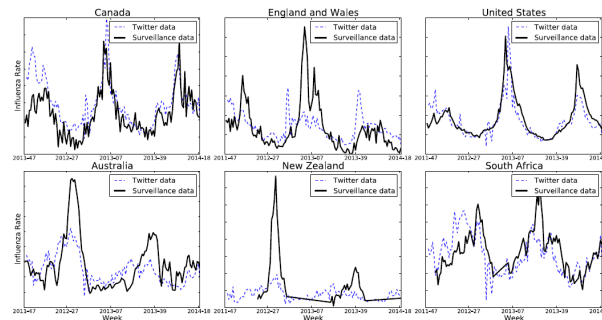 Canada
England and Wales
United States
Twitter data
Surveillance data
Twitter data
Surveillance data
Twitter data
Surveillance data
Influenza Rate
2011-47 2012-27 2013-07 2013-39 2014-18
2011-47 2012-27 2013-07 2013-39 2014-18
2011-47 2012-27 2013-07 2013-39 2014
Australia
New Zealand
South Africa
Twitter data
Surveillance data
Twitter data
Surveillance data
Twitter data
Surveillance data
Influenza Rate
2011-47 2012-27 2013-07 2013-39 2014-18
2011-47 2012-27 2013-07 2013-39 2014-18
2011-47 2012-27 2013-07 2013-39 2014
Week
Week
Week